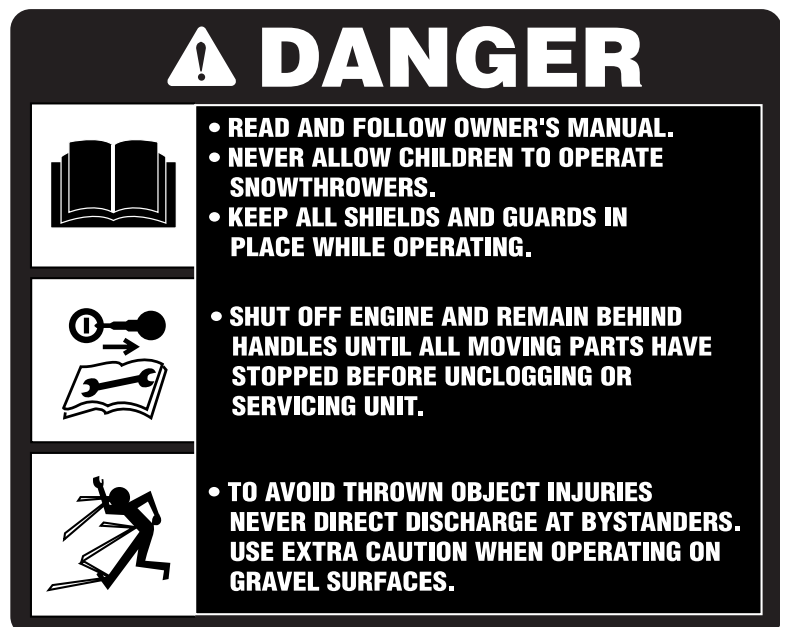 DANGER
• READ AND FOLLOW OWNER'S MANUAL.
• NEVER ALLOW CHILDREN TO OPERATE
SNOWTHROWERS.
• KEEP ALL SHIELDS AND GUARDS IN
PLACE WHILE OPERATING.
• SHUT OFF ENGINE AND REMAIN BEHIND
HANDLES UNTIL ALL MOVING PARTS HAVE
STOPPED BEFORE UNCLOGGING OR
SERVICING UNIT.
• TO AVOID THROWN OBJECT INJURIES
NEVER DIRECT DISCHARGE AT BYSTANDERS.
USE EXTRA CAUTION WHEN OPERATING ON
GRAVEL SURFACES.